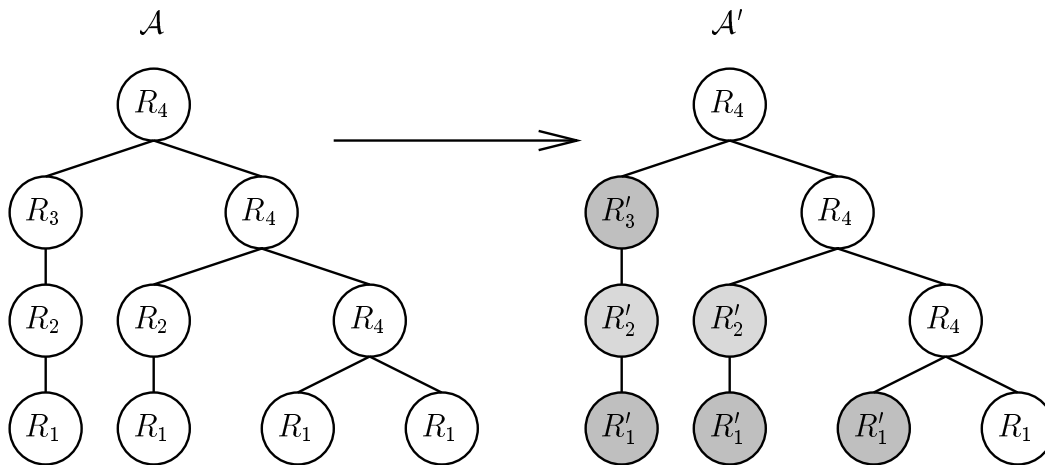 𝒜 𝒜′
R₄ R₄
R₃ R₄ R′₃ R₄
R₂ R₂ R₄ R′₂ R′₂ R₄
R₁ R₁ R₁ R₁ R′₁ R′₁ R′₁ R₁